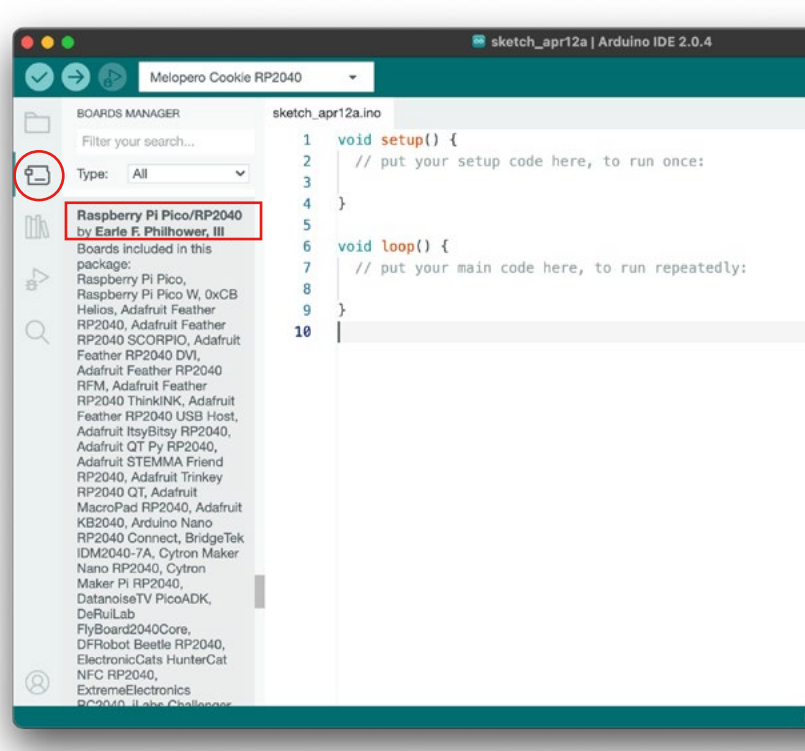 sketch_apr12a | Arduino IDE 2.0.4
Melopero Cookie RP2040
BOARDS MANAGER
Filter your search...
Type: All
Raspberry Pi Pico/RP2040
by Earle F. Philhower, III
Boards included in this
package:
Raspberry Pi Pico,
Raspberry Pi Pico W, 0xCB
Helios, Adafruit Feather
RP2040, Adafruit Feather
RP2040 SCORPIO, Adafruit
Feather RP2040 DVI,
Adafruit Feather RP2040
RFM, Adafruit Feather
RP2040 ThinkINK, Adafruit
Feather RP2040 USB Host,
Adafruit ItsyBitsy RP2040,
Adafruit QT Py RP2040,
Adafruit STEMMA Friend
RP2040, Adafruit Trinkey
RP2040 QT, Adafruit
MacroPad RP2040, Adafruit
KB2040, Arduino Nano
RP2040 Connect, BridgeTek
IDM2040-7A, Cytron Maker
Nano RP2040, Cytron
Maker Pi RP2040,
DatanoiseTV PicoADK,
DeRuiLab
FlyBoard2040Core,
DFRobot Beetle RP2040,
ElectronicCats HunterCat
NFC RP2040,
ExtremeElectronics
RC2040, iLabs Challenger
sketch_apr12a.ino
1 void setup() {
2 // put your setup code here, to run once:
3
4 }
5
6 void loop() {
7 // put your main code here, to run repeatedly:
8
9 }
10